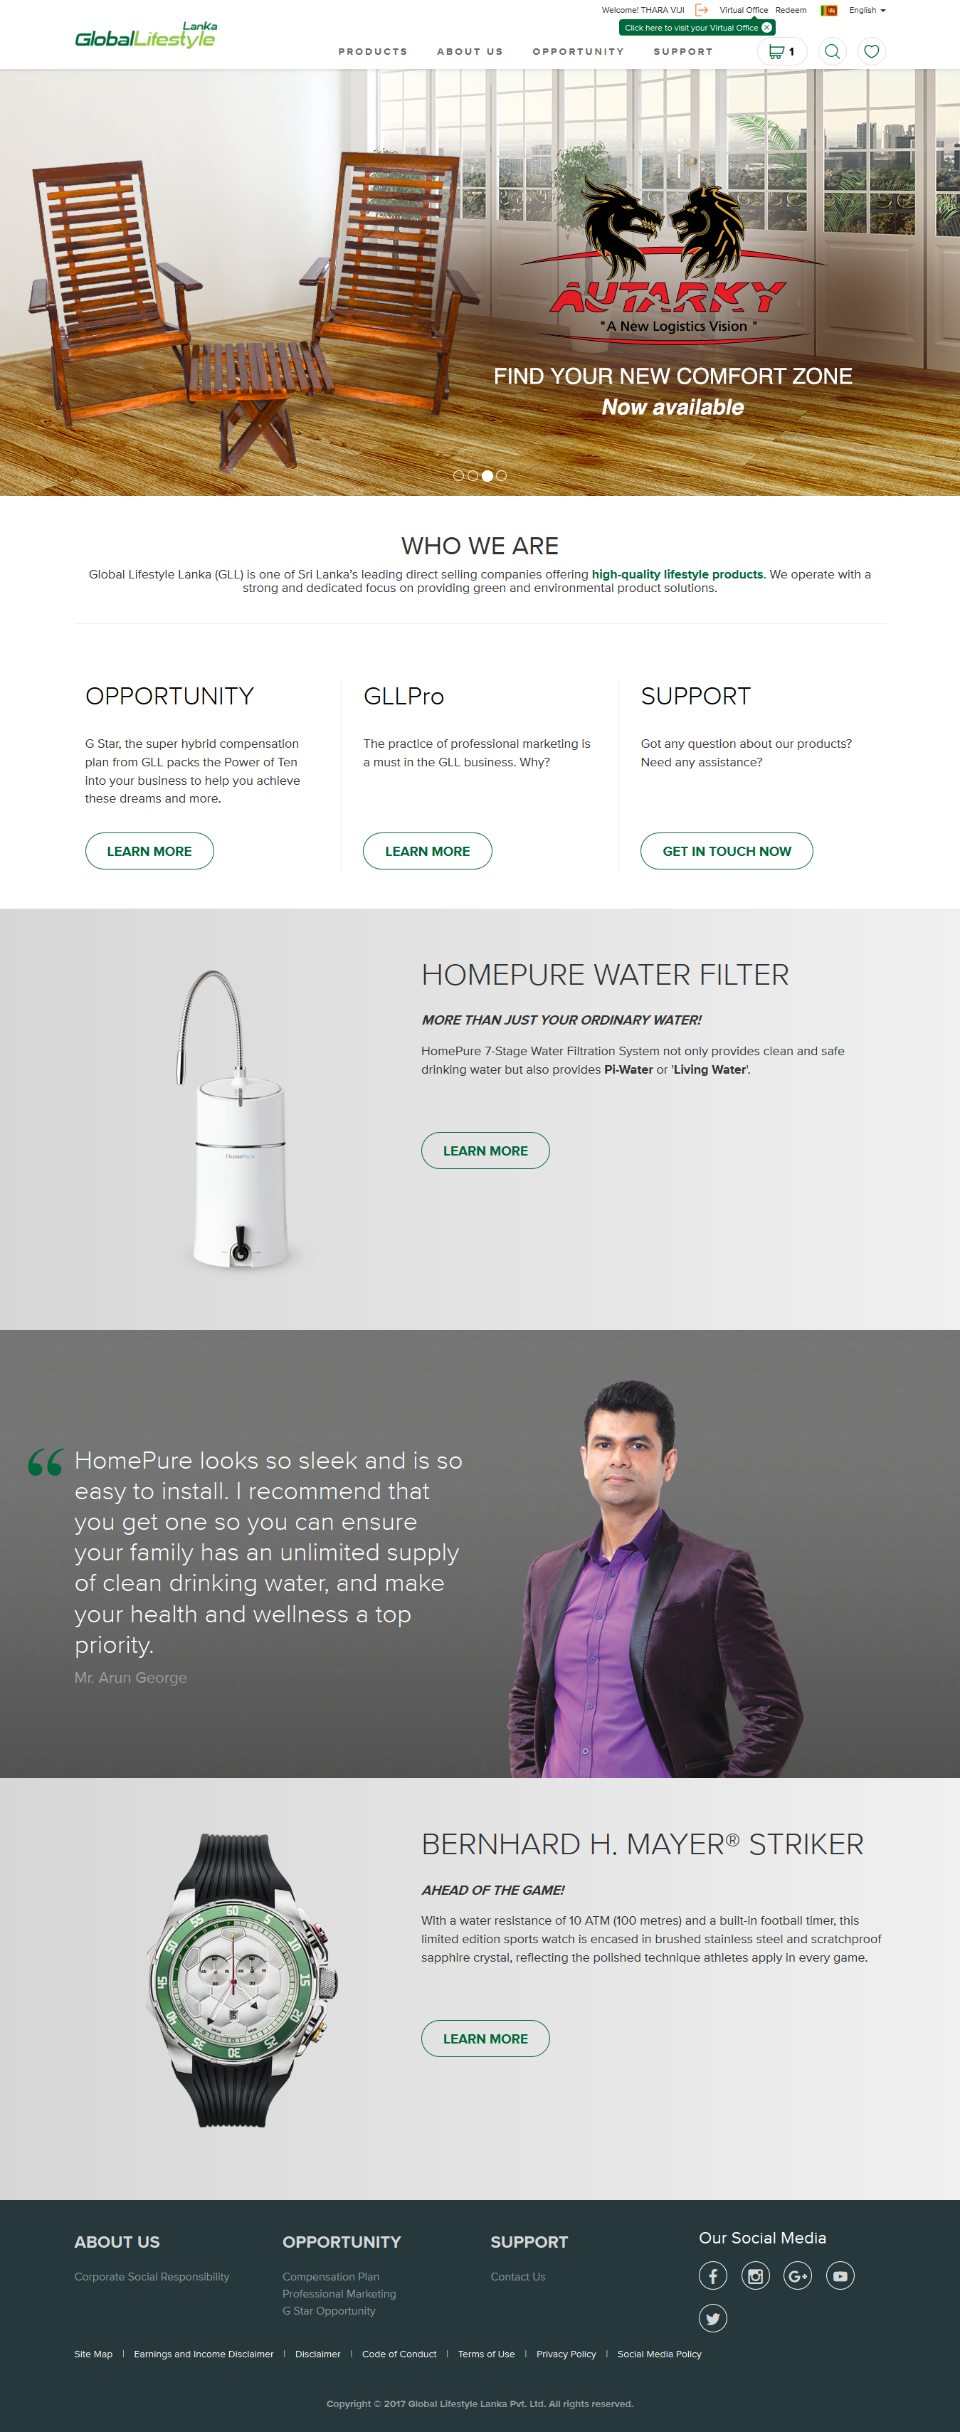 Welcome! THARA VUI Virtual Office Redeem English
Click here to visit your Virtual Office
Lanka
GlobalLifestyle
PRODUCTS ABOUT US OPPORTUNITY SUPPORT
1
AUTARKY
"A New Logistics Vision "
FIND YOUR NEW COMFORT ZONE
Now available
WHO WE ARE
Global Lifestyle Lanka (GLL) is one of Sri Lanka's leading direct selling companies offering high-quality lifestyle products. We operate with a
strong and dedicated focus on providing green and environmental product solutions.
OPPORTUNITY
G Star, the super hybrid compensation
plan from GLL packs the Power of Ten
into your business to help you achieve
these dreams and more.
LEARN MORE
GLLPro
The practice of professional marketing is
a must in the GLL business. Why?
LEARN MORE
SUPPORT
Got any question about our products?
Need any assistance?
GET IN TOUCH NOW
HOMEPURE WATER FILTER
MORE THAN JUST YOUR ORDINARY WATER!
HomePure 7-Stage Water Filtration System not only provides clean and safe
drinking water but also provides Pi-Water or 'Living Water'.
LEARN MORE
HomePure
“ HomePure looks so sleek and is so
easy to install. I recommend that
you get one so you can ensure
your family has an unlimited supply
of clean drinking water, and make
your health and wellness a top
priority.
Mr. Arun George
BERNHARD H. MAYER® STRIKER
AHEAD OF THE GAME!
With a water resistance of 10 ATM (100 metres) and a built-in football timer, this
limited edition sports watch is encased in brushed stainless steel and scratchproof
sapphire crystal, reflecting the polished technique athletes apply in every game.
LEARN MORE
60 5 10 15 20 25 30 35 40 45 50 55
ABOUT US
Corporate Social Responsibility
OPPORTUNITY
Compensation Plan
Professional Marketing
G Star Opportunity
SUPPORT
Contact Us
Our Social Media
Site Map | Earnings and Income Disclaimer | Disclaimer | Code of Conduct | Terms of Use | Privacy Policy | Social Media Policy
Copyright © 2017 Global Lifestyle Lanka Pvt. Ltd. All rights reserved.